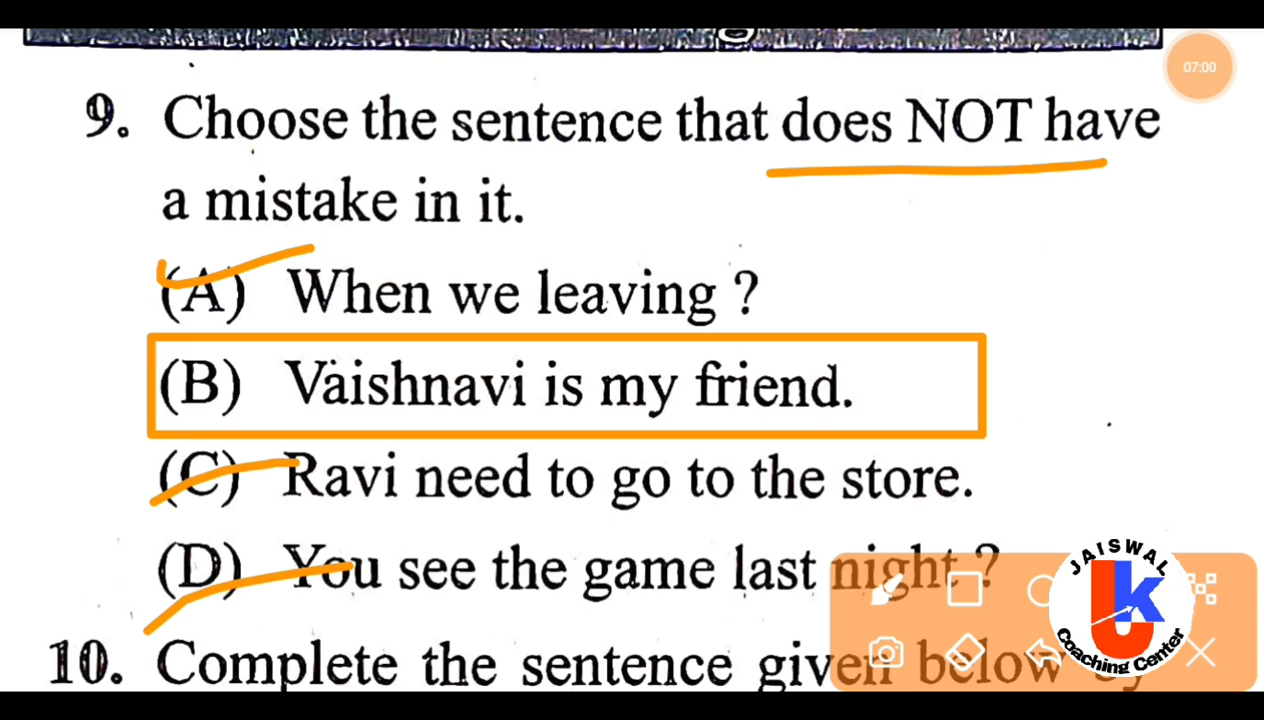 07:00
9. Choose the sentence that does NOT have
a mistake in it.
(A) When we leaving ?
(B) Vaishnavi is my friend.
(C) Ravi need to go to the store.
(D) You see the game last night ?
JAISWAL
UK
Coaching Center
10. Complete the sentence given below by